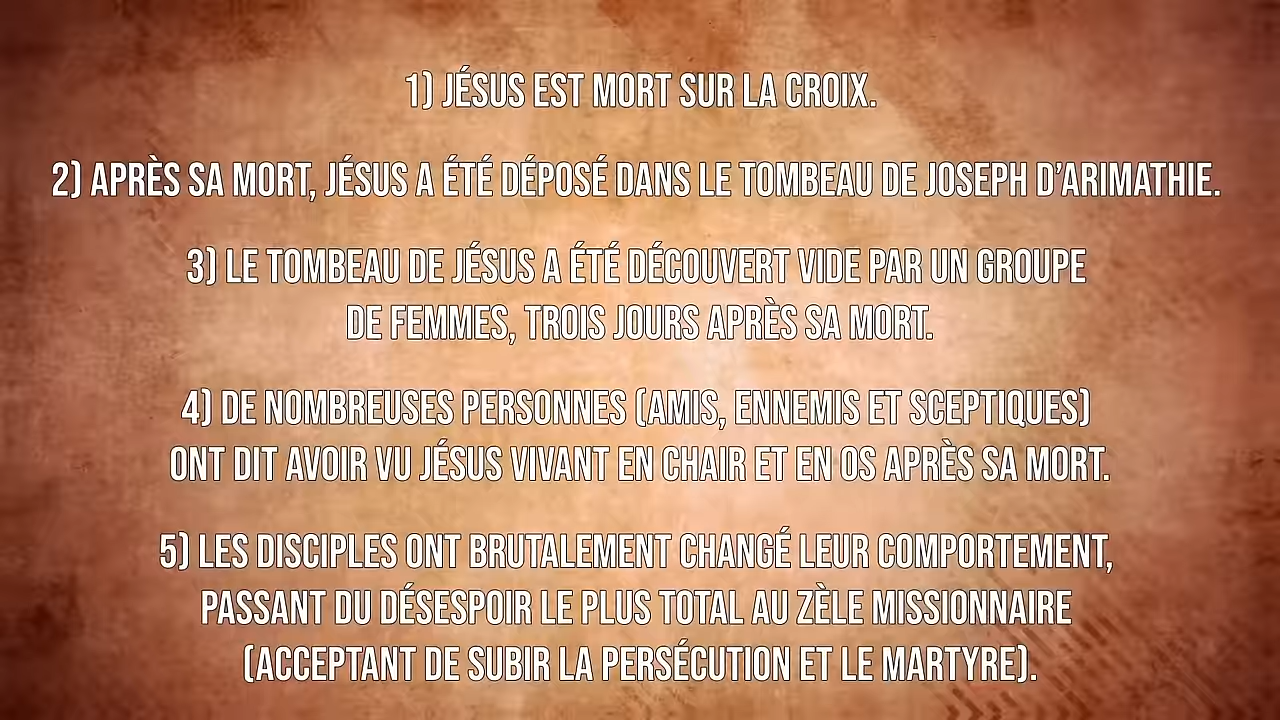 1) JÉSUS EST MORT SUR LA CROIX.
2) APRÈS SA MORT, JÉSUS A ÉTÉ DÉPOSÉ DANS LE TOMBEAU DE JOSEPH D’ARIMATHIE.
3) LE TOMBEAU DE JÉSUS A ÉTÉ DÉCOUVERT VIDE PAR UN GROUPE
DE FEMMES, TROIS JOURS APRÈS SA MORT.
4) DE NOMBREUSES PERSONNES (AMIS, ENNEMIS ET SCEPTIQUES)
ONT DIT AVOIR VU JÉSUS VIVANT EN CHAIR ET EN OS APRÈS SA MORT.
5) LES DISCIPLES ONT BRUTALEMENT CHANGÉ LEUR COMPORTEMENT,
PASSANT DU DÉSESPOIR LE PLUS TOTAL AU ZÈLE MISSIONNAIRE
(ACCEPTANT DE SUBIR LA PERSÉCUTION ET LE MARTYRE).